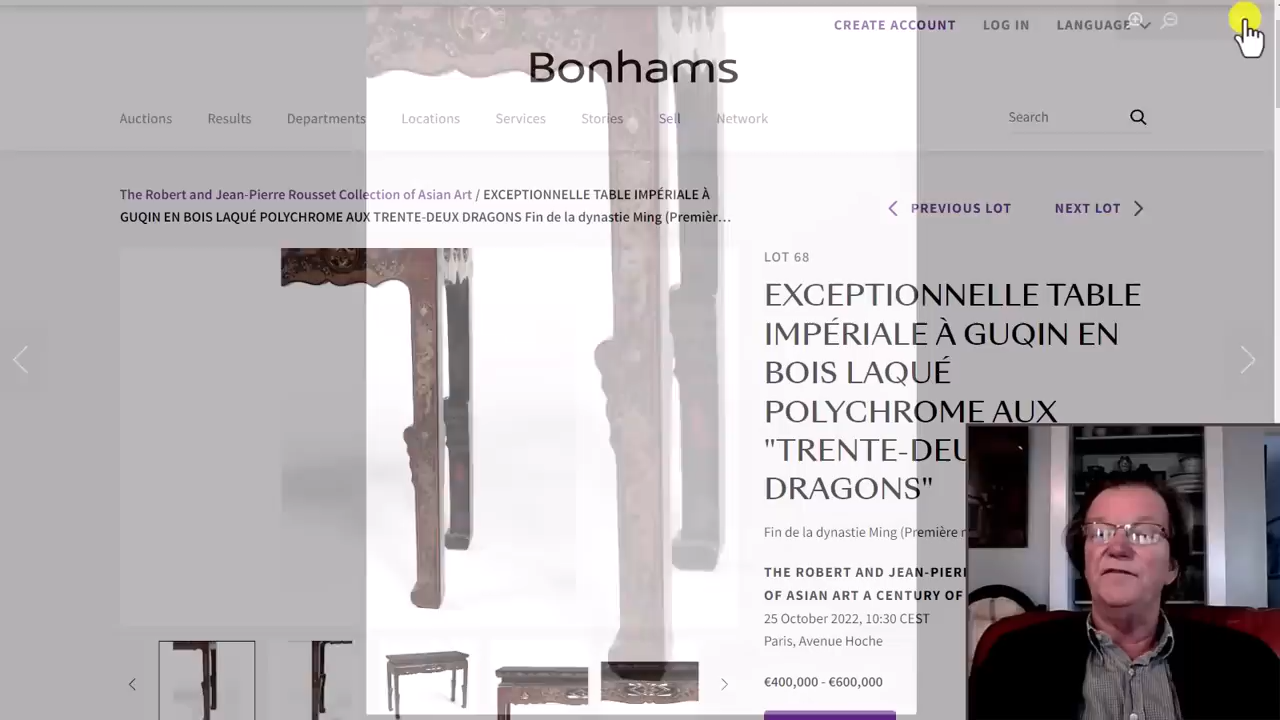 CREATE ACCOUNT LOG IN LANGUAGE
Bonhams
Auctions Results Departments Locations Services Stories Sell Network
Search
The Robert and Jean-Pierre Rousset Collection of Asian Art / EXCEPTIONNELLE TABLE IMPÉRIALE À
GUQIN EN BOIS LAQUÉ POLYCHROME AUX TRENTE-DEUX DRAGONS Fin de la dynastie Ming (Premièr...
PREVIOUS LOT NEXT LOT
LOT 68
EXCEPTIONNELLE TABLE
IMPÉRIALE À GUQIN EN
BOIS LAQUÉ
POLYCHROME AUX
"TRENTE-DEU
DRAGONS"
Fin de la dynastie Ming (Première
THE ROBERT AND JEAN-PIERR
OF ASIAN ART A CENTURY OF
25 October 2022, 10:30 CEST
Paris, Avenue Hoche
€400,000 - €600,000